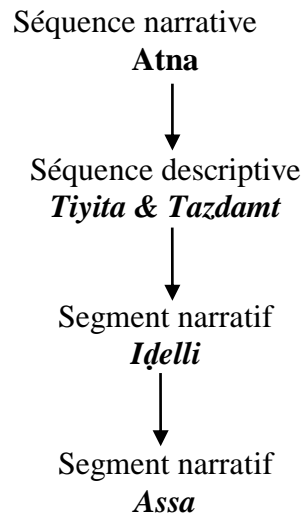 Séquence narrative
Atna
Séquence descriptive
Tiyita & Tazdamt
Segment narratif
Iḍelli
Segment narratif
Assa